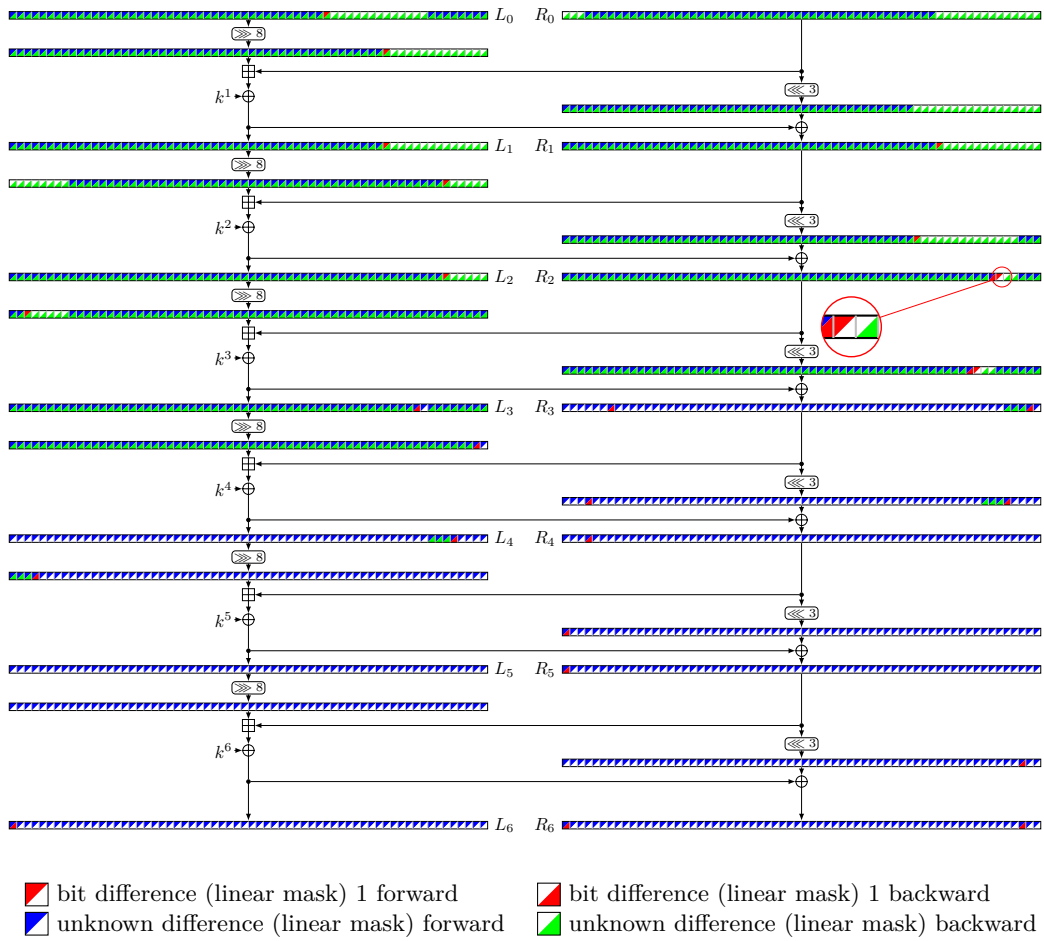 L₀ R₀
⋙ 8
⋘ 3
k¹
L₁ R₁
⋙ 8
⋘ 3
k²
L₂ R₂
⋙ 8
⋘ 3
k³
L₃ R₃
⋙ 8
⋘ 3
k⁴
L₄ R₄
⋙ 8
⋘ 3
k⁵
L₅ R₅
⋙ 8
⋘ 3
k⁶
L₆ R₆
bit difference (linear mask) 1 forward
bit difference (linear mask) 1 backward
unknown difference (linear mask) forward
unknown difference (linear mask) backward